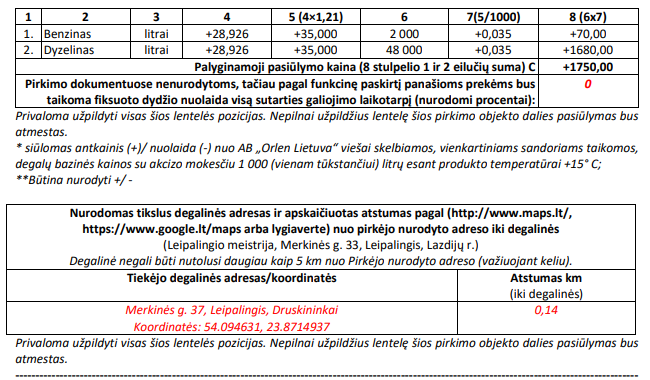 1 2 3 4 5 (4×1,21) 6 7(5/1000) 8 (6x7)
1. Benzinas litrai +28,926 +35,000 2 000 +0,035 +70,00
2. Dyzelinas litrai +28,926 +35,000 48 000 +0,035 +1680,00
Palyginamoji pasiūlymo kaina (8 stulpelio 1 ir 2 eilučių suma) C +1750,00
Pirkimo dokumentuose nenurodytoms, tačiau pagal funkcinę paskirtį panašioms prekėms bus 0
taikoma fiksuoto dydžio nuolaida visą sutarties galiojimo laikotarpį (nurodomi procentai):
Privaloma užpildyti visas šios lentelės pozicijas. Nepilnai užpildžius lentelę šios pirkimo objekto dalies pasiūlymas bus
atmestas.
* siūlomas antkainis (+)/ nuolaida (-) nuo AB „Orlen Lietuva“ viešai skelbiamos, vienkartiniams sandoriams taikomos,
degalų bazinės kainos su akcizo mokesčiu 1 000 (vienam tūkstančiui) litrų esant produkto temperatūrai +15° C;
**Būtina nurodyti +/ -
Nurodomas tikslus degalinės adresas ir apskaičiuotas atstumas pagal (http://www.maps.lt/,
https://www.google.lt/maps arba lygiavertę) nuo pirkėjo nurodyto adreso iki degalinės
(Leipalingio meistrija, Merkinės g. 33, Leipalingis, Lazdijų r.)
Degalinė negali būti nutolusi daugiau kaip 5 km nuo Pirkėjo nurodyto adreso (važiuojant keliu).
Tiekėjo degalinės adresas/koordinatės Atstumas km
(iki degalinės)
Merkinės g. 37, Leipalingis, Druskininkai 0,14
Koordinatės: 54.094631, 23.8714937
Privaloma užpildyti visas šios lentelės pozicijas. Nepilnai užpildžius lentelę šios pirkimo objekto dalies pasiūlymas bus
atmestas.